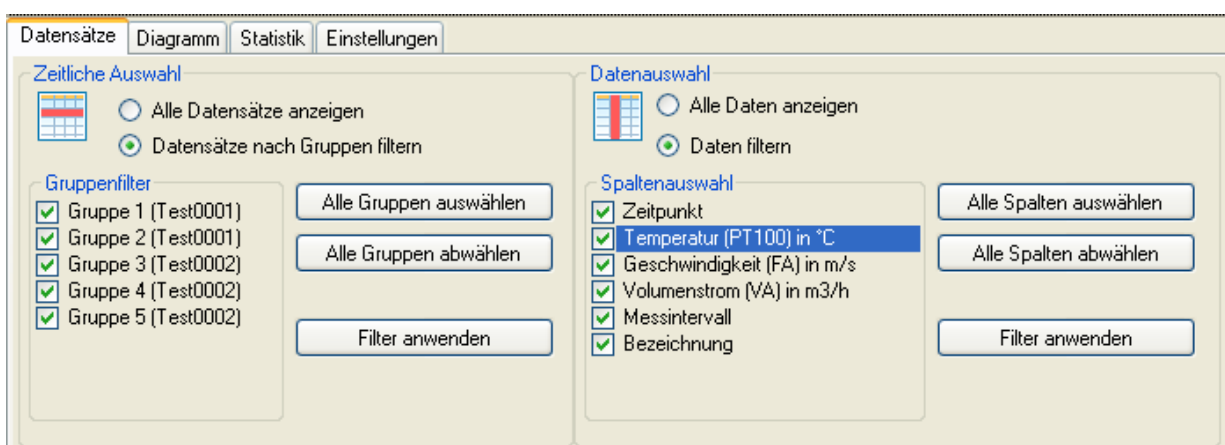 Datensätze Diagramm Statistik Einstellungen
Zeitliche Auswahl
Alle Datensätze anzeigen
Datensätze nach Gruppen filtern
Gruppenfilter
Gruppe 1 (Test0001)
Gruppe 2 (Test0001)
Gruppe 3 (Test0002)
Gruppe 4 (Test0002)
Gruppe 5 (Test0002)
Alle Gruppen auswählen
Alle Gruppen abwählen
Filter anwenden
Datenauswahl
Alle Daten anzeigen
Daten filtern
Spaltenauswahl
Zeitpunkt
Temperatur (PT100) in °C
Geschwindigkeit (FA) in m/s
Volumenstrom (VA) in m3/h
Messintervall
Bezeichnung
Alle Spalten auswählen
Alle Spalten abwählen
Filter anwenden